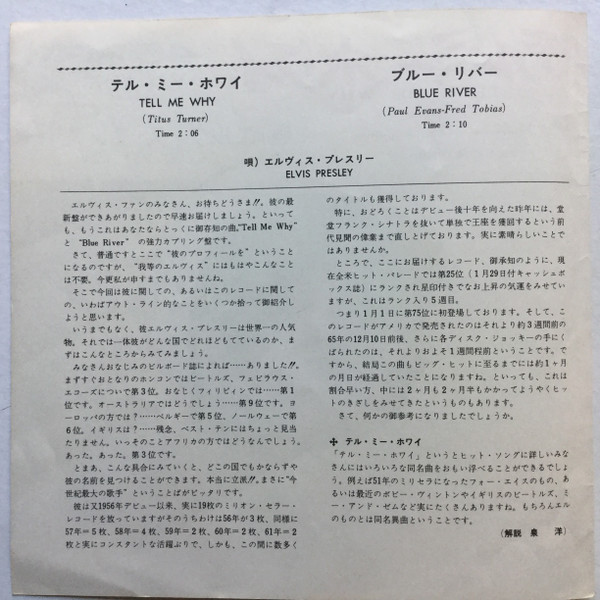 テル・ミー・ホワイ
TELL ME WHY
(Titus Turner)
Time 2:06
ブルー・リバー
BLUE RIVER
(Paul Evans-Fred Tobias)
Time 2:10
唄）エルヴィス・プレスリー
ELVIS PRESLEY
エルヴィス・ファンのみなさん、お待ちどうさま!!。彼の最
新盤ができあがりましたので早速お届けしましょう。といって
も、もうこれはあなたならとっくに御存知の曲、"Tell Me Why"
と "Blue River" の強力カプリング盤です。
さて、普通ですとここで "彼のプロフィールを" ということ
になるのですが、"我等のエルヴィス" にはもはやこんなこと
は不要。今更私が申すまでもありませんね。
そこで今回は彼に関しての、あるいはこのレコードに関して
の、いわばアウト・ライン的なことをいくつか拾って御紹介し
ようと思います。
いうまでもなく、彼エルヴィス・プレスリーは世界一の人気
物。それでは一体彼がどんな国でどれほどもてているのか、ま
ずはこんなところからみてみましょう。
みなさんおなじみのビルボード誌によれば……ありました!!。
まずすぐおとなりのホンコンではビートルズ、フェビラウス・
エコーズについで第3位。おなじくフィリピンでは……第1
位です。オーストラリアではどうでしょう……第9位です。ヨ
ーロッパの方では？……ベルギーで第5位、ノールウェーで第
6位。イギリスは？……残念、ベスト・テンにはちょっと見当
たりません。いっそのことアフリカの方ではどうなんでしょう。
あった。あった。第3位です。
とまあ、こんな具合にみていくと、どこの国でもかならずや
彼の名前を見つけることができます。本当に立派!!。まさに"今
世紀最大の歌手" ということばがピッタリです。
彼は又1956年デビュー以来、実に19枚のミリオン・セラー・
レコードを放っていますがそのうちわけは56年が3枚、同様に
57年＝5枚、58年＝4枚、59年＝2枚、60年＝2枚、61年＝2
枚と実にコンスタントな活躍ぶりで、しかも、この間に数多く
のタイトルも獲得しております。
特に、おどろくことはデビュー後十年を向えた昨年には、堂
堂フランク・シナトラを抜いて単独で王座を獲回するという前
代見聞の偉業まで直しとげております。実に素晴らしいことで
はありませんか。
ところで、ここにお届けするレコード、御承知のように、現
在全米ヒット・パレードでは第25位（1月29日付キャッシュボ
ックス誌）にランクされ昇日付きでなお上昇の気運をみせてい
ますが、これはランク入り5週目。
つまり1月1日に第75位に初登場しております。そして、こ
のレコードがアメリカで発売されたのはそれより約3週間前の
65年の12月10日前後、さらに各ディスク・ジョッキーの手にく
ばられたのは、それよりおよそ1週間程前ということです。で
すから、結局この曲もビッグ・ヒットに至るまでには約1ヶ月
の月日が経過していたことになりますね。といっても、これは
割合早い方、中には2ヶ月も2ヶ月半もかかってようやくヒッ
トのきざしをみせてきたというものもあります。
さて、何かの御参考になりましたでしょうか。
✣ テル・ミー・ホワイ
「テル・ミー・ホワイ」というとヒット・ソングに詳しいみな
さんにはいろいろな同名曲をおもい浮べることができるでしょ
う。例えば51年のミリセラになったフォー・エイスのもの、あ
るいは最近のボビー・ヴィントンやイギリスのビートルズ、ミ
ー・アンド・ゼムなど実にたくさんありますね。もちろんエル
のものとは同名異曲ということです。
（解説 泉 洋）